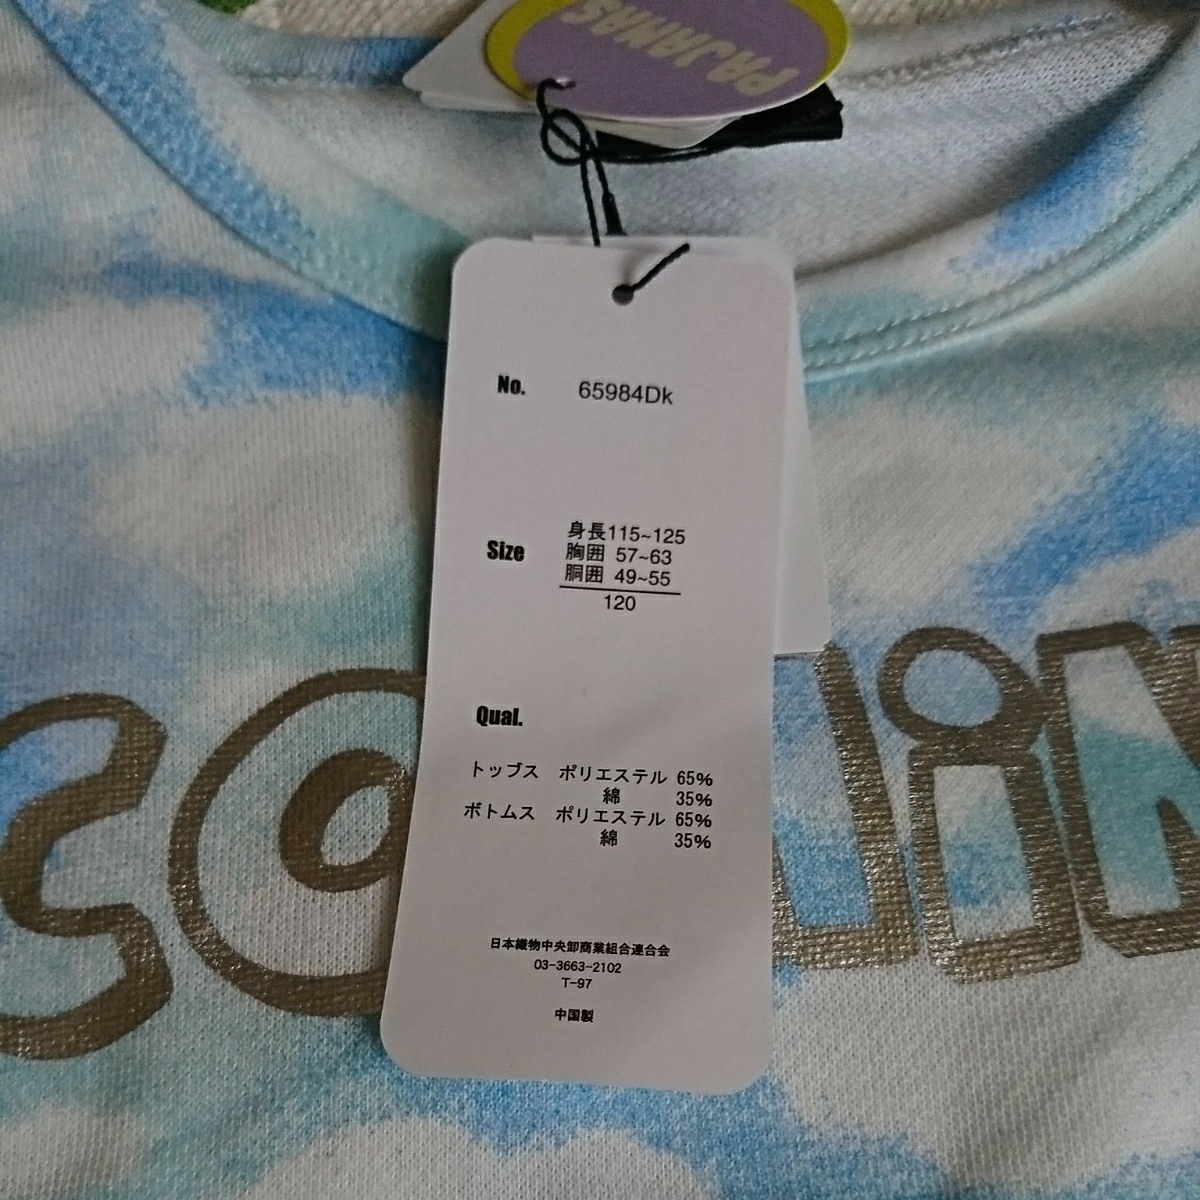 PAJAMAS
No. 65984Dk
Size
身長115~125
胸囲 57~63
胴囲 49~55
120
Qual.
トップス ポリエステル 65%
綿 35%
ボトムス ポリエステル 65%
綿 35%
日本織物中央卸商業組合連合会
03-3663-2102
T-97
中国製